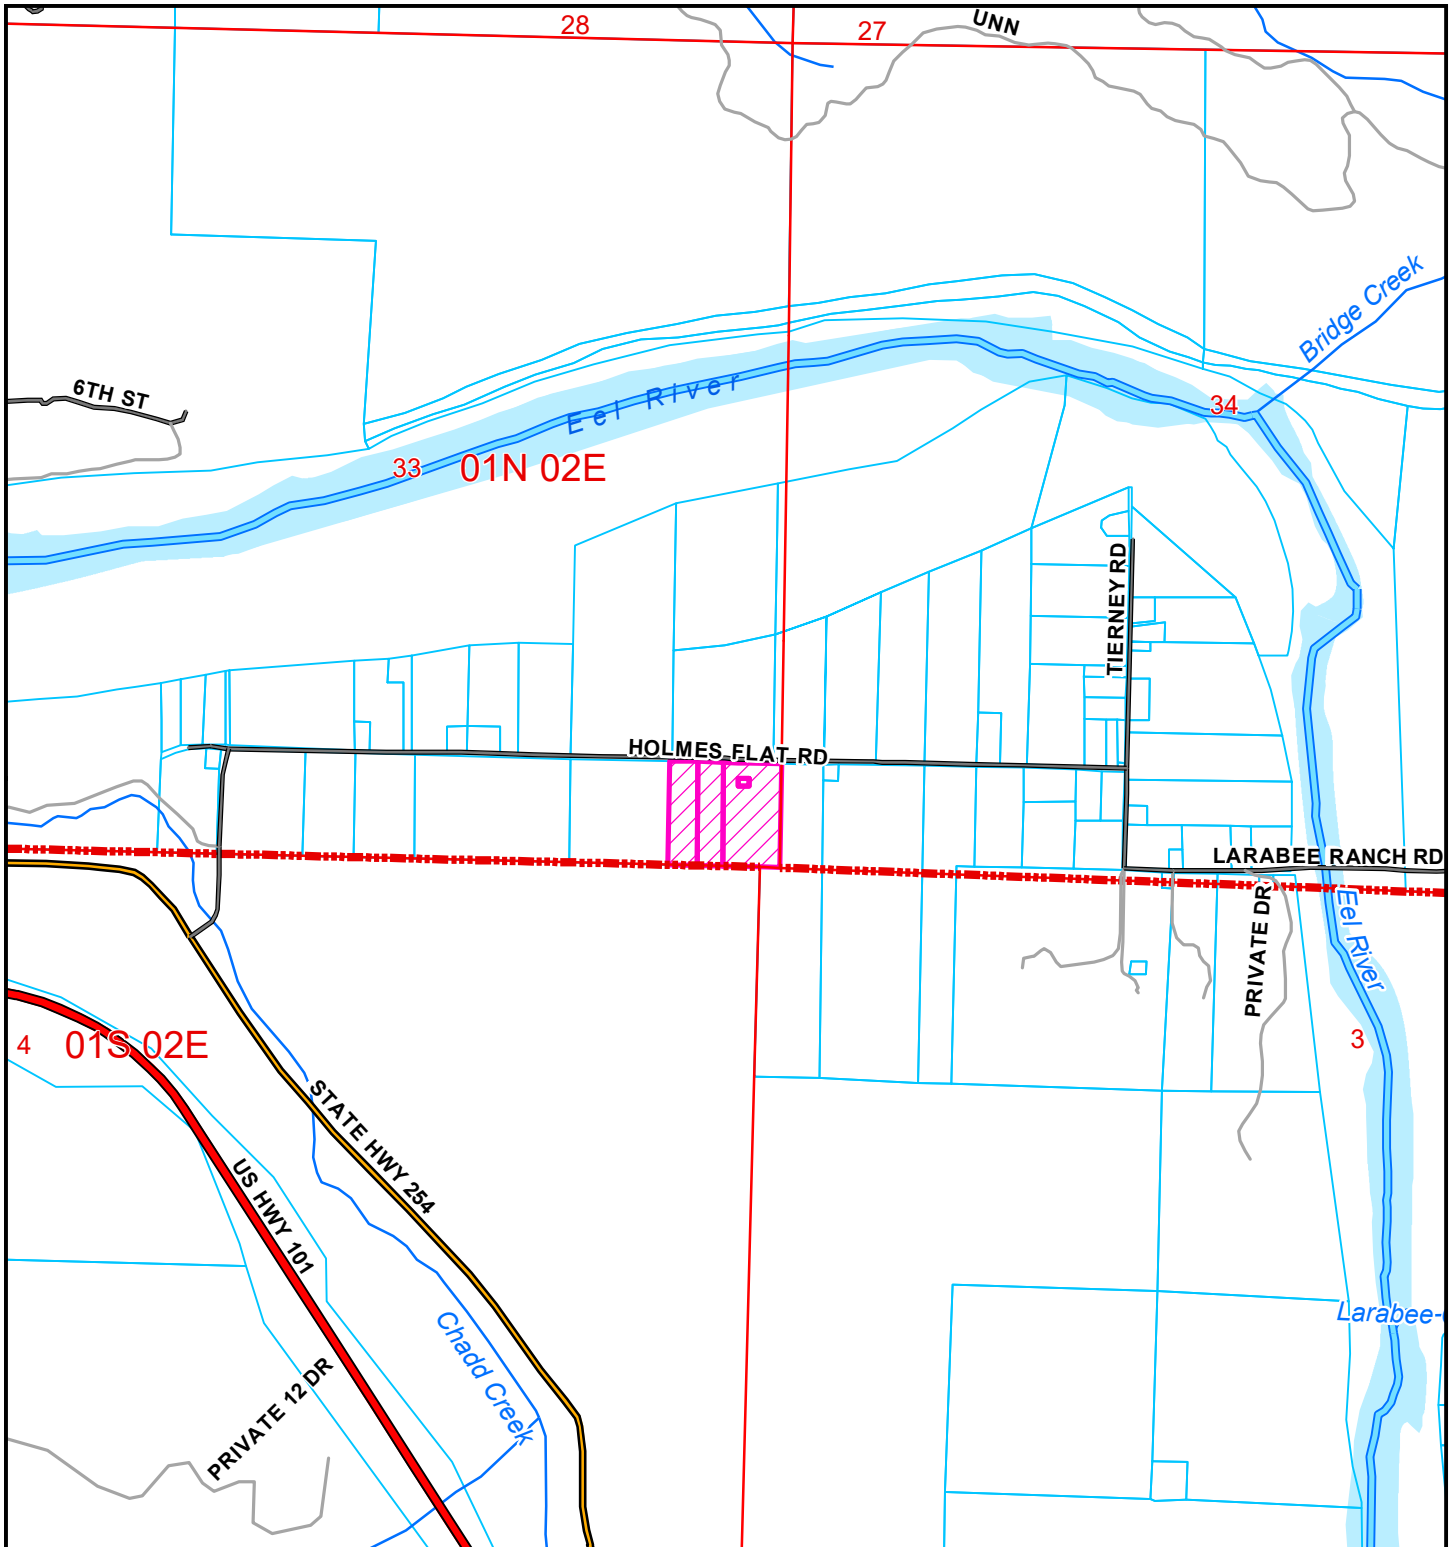 28
27
UNN
Bridge Creek
6TH ST
Eel River
34
33
01N 02E
TIERNEY RD
HOLMES FLAT RD
LARABEE RANCH RD
PRIVATE DR
Eel River
4
01S 02E
3
STATE HWY 254
US HWY 101
Larabee-
Chadd Creek
PRIVATE 12 DR